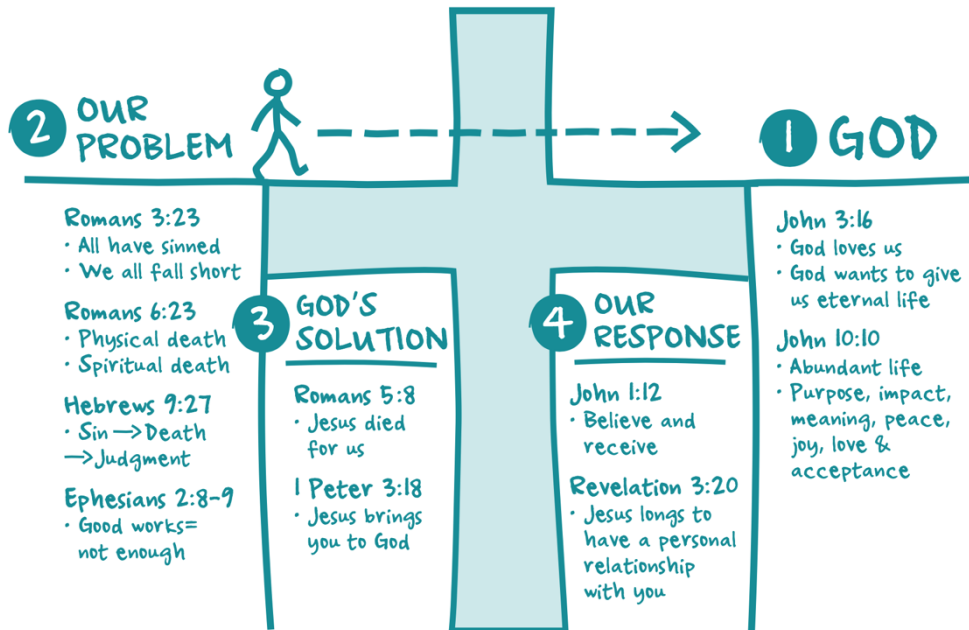 2 OUR
PROBLEM
Romans 3:23
· All have sinned
· We all fall short
Romans 6:23
· Physical death
· Spiritual death
Hebrews 9:27
· Sin → Death
→ Judgment
Ephesians 2:8-9
· Good works=
not enough
3 GOD'S
SOLUTION
Romans 5:8
· Jesus died
for us
1 Peter 3:18
· Jesus brings
you to God
4 OUR
RESPONSE
John 1:12
· Believe and
receive
Revelation 3:20
· Jesus longs to
have a personal
relationship
with you
1 GOD
John 3:16
· God loves us
· God wants to give
us eternal life
John 10:10
· Abundant life
· Purpose, impact,
meaning, peace,
joy, love &
acceptance